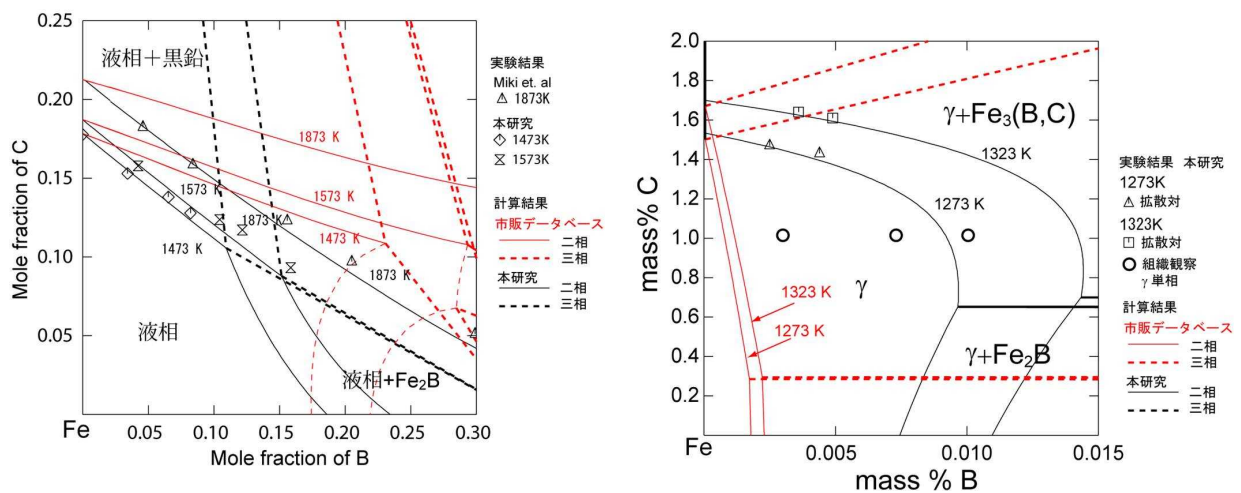 0.25
0.20
0.15
0.10
0.05
Mole fraction of C
液相＋黒鉛
1873 K
1573 K
1573 K
1873K
1473 K
1473 K
1873 K
液相
液相+Fe2B
Fe
0.05
0.10
0.15
0.20
0.25
0.30
Mole fraction of B
実験結果
Miki et. al
1873K
本研究
1473K
1573K
計算結果
市販データベース
二相
三相
本研究
二相
三相
2.0
1.8
1.6
1.4
1.2
1.0
0.8
0.6
0.4
0.2
mass% C
γ+Fe3(B,C)
1323 K
1273 K
γ
1323 K
1273 K
γ+Fe2B
Fe
0.005
0.010
0.015
mass % B
実験結果 本研究
1273K
拡散対
1323K
拡散対
組織観察
γ単相
計算結果
市販データベース
二相
三相
本研究
二相
三相